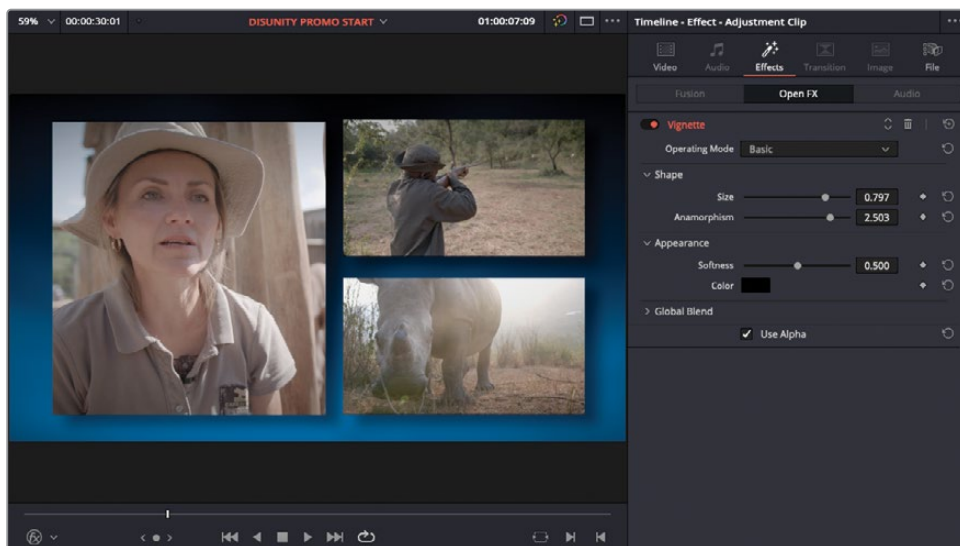 59% 00:00:30:01 DISUNITY PROMO START 01:00:07:09
Timeline - Effect - Adjustment Clip
Video Audio Effects Transition Image File
Fusion Open FX Audio
Vignette
Operating Mode Basic
Shape
Size 0.797
Anamorphism 2.503
Appearance
Softness 0.500
Color
Global Blend
Use Alpha
fx